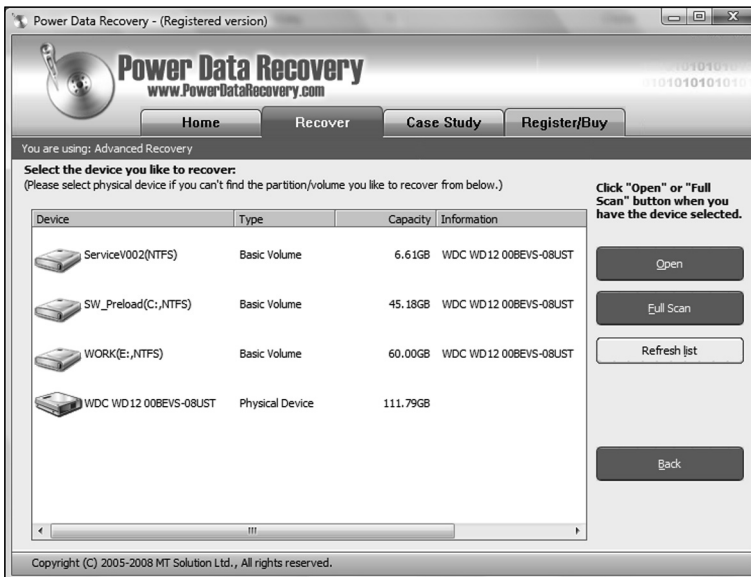 Power Data Recovery - (Registered version)
Power Data Recovery
www.PowerDataRecovery.com
Home Recover Case Study Register/Buy
You are using: Advanced Recovery
Select the device you like to recover:
(Please select physical device if you can't find the partition/volume you like to recover from below.)
Click "Open" or "Full
Scan" button when you
have the device selected.
Device Type Capacity Information
ServiceV002(NTFS) Basic Volume 6.61GB WDC WD12 00BEVS-08UST
Open
SW_Preload(C:,NTFS) Basic Volume 45.18GB WDC WD12 00BEVS-08UST
Full Scan
WORK(E:,NTFS) Basic Volume 60.00GB WDC WD12 00BEVS-08UST
Refresh list
WDC WD12 00BEVS-08UST Physical Device 111.79GB
Back
Copyright (C) 2005-2008 MT Solution Ltd., All rights reserved.